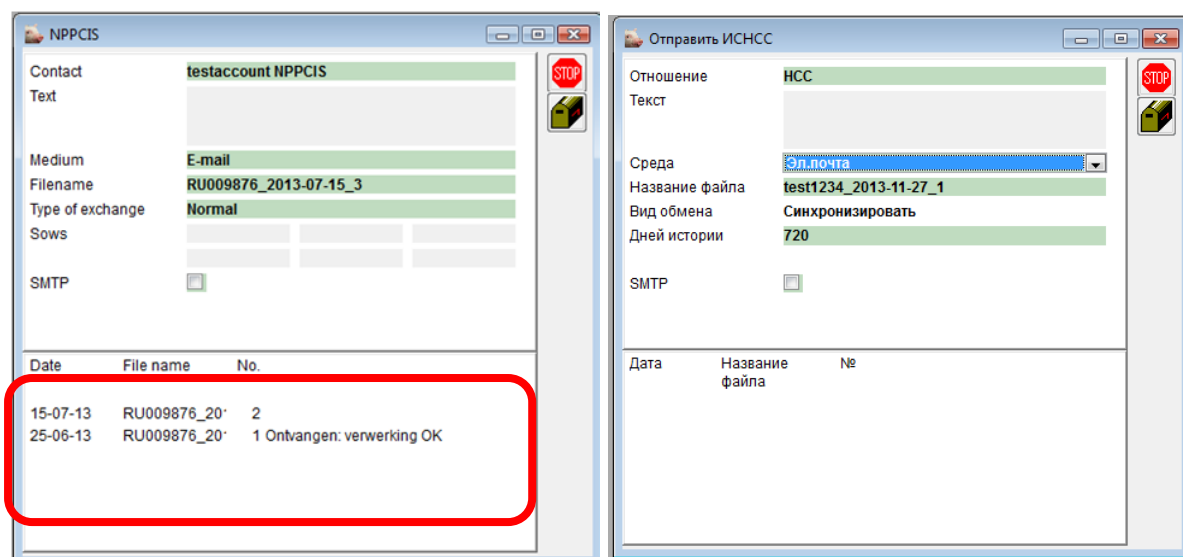 NPPCIS
Contact testaccount NPPCIS
STOP
Text
Medium E-mail
Filename RU009876_2013-07-15_3
Type of exchange Normal
Sows
SMTP
Date File name No.
15-07-13 RU009876_20 2
25-06-13 RU009876_20 1 Ontvangen: verwerking OK
Отправить ИСНСС
Отношение НСС
STOP
Текст
Среда Эл.почта
Название файла test1234_2013-11-27_1
Вид обмена Синхронизировать
Дней истории 720
SMTP
Дата Название файла №